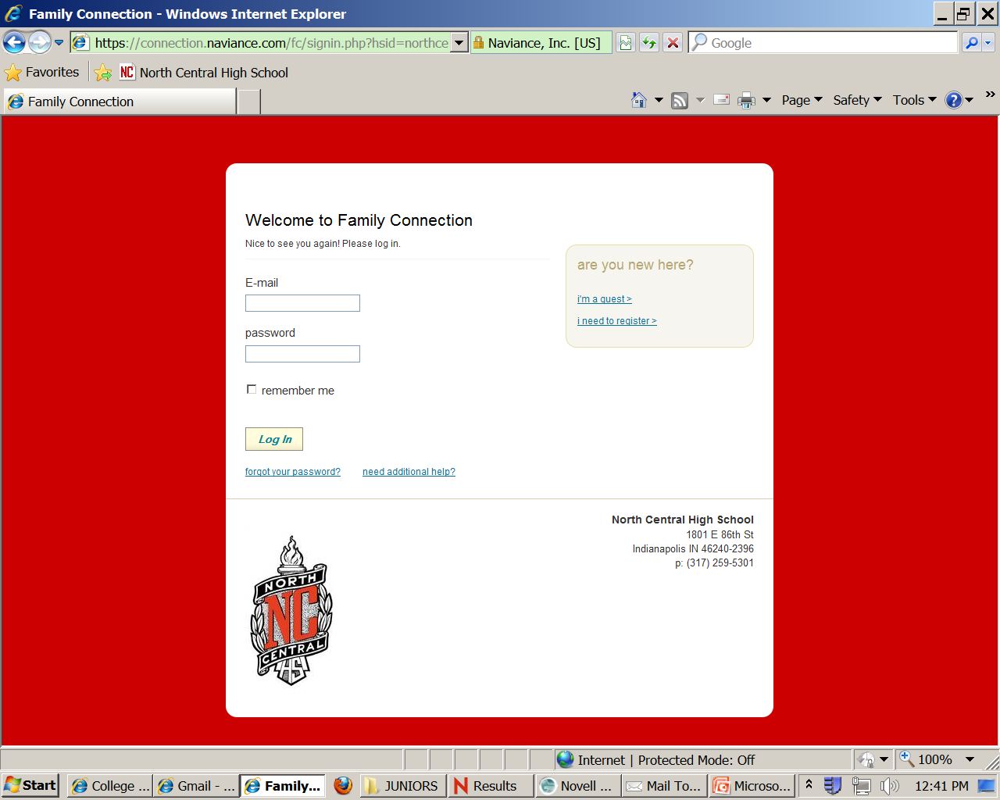 Family Connection - Windows Internet Explorer
https://connection.naviance.com/fc/signin.php?hsid=northce
Naviance, Inc. [US]
Google
Favorites
NC
North Central High School
Family Connection
Page
Safety
Tools
»
Welcome to Family Connection
Nice to see you again! Please log in.
E-mail
password
remember me
Log In
forgot your password?
need additional help?
are you new here?
i'm a guest >
i need to register >
North Central High School
1801 E 86th St
Indianapolis IN 46240-2396
p: (317) 259-5301
NORTH
NC
CENTRAL
HS
Internet | Protected Mode: Off
100%
Start
College ...
Gmail - ...
Family...
JUNIORS
Results
Novell ...
Mail To...
Microso...
12:41 PM